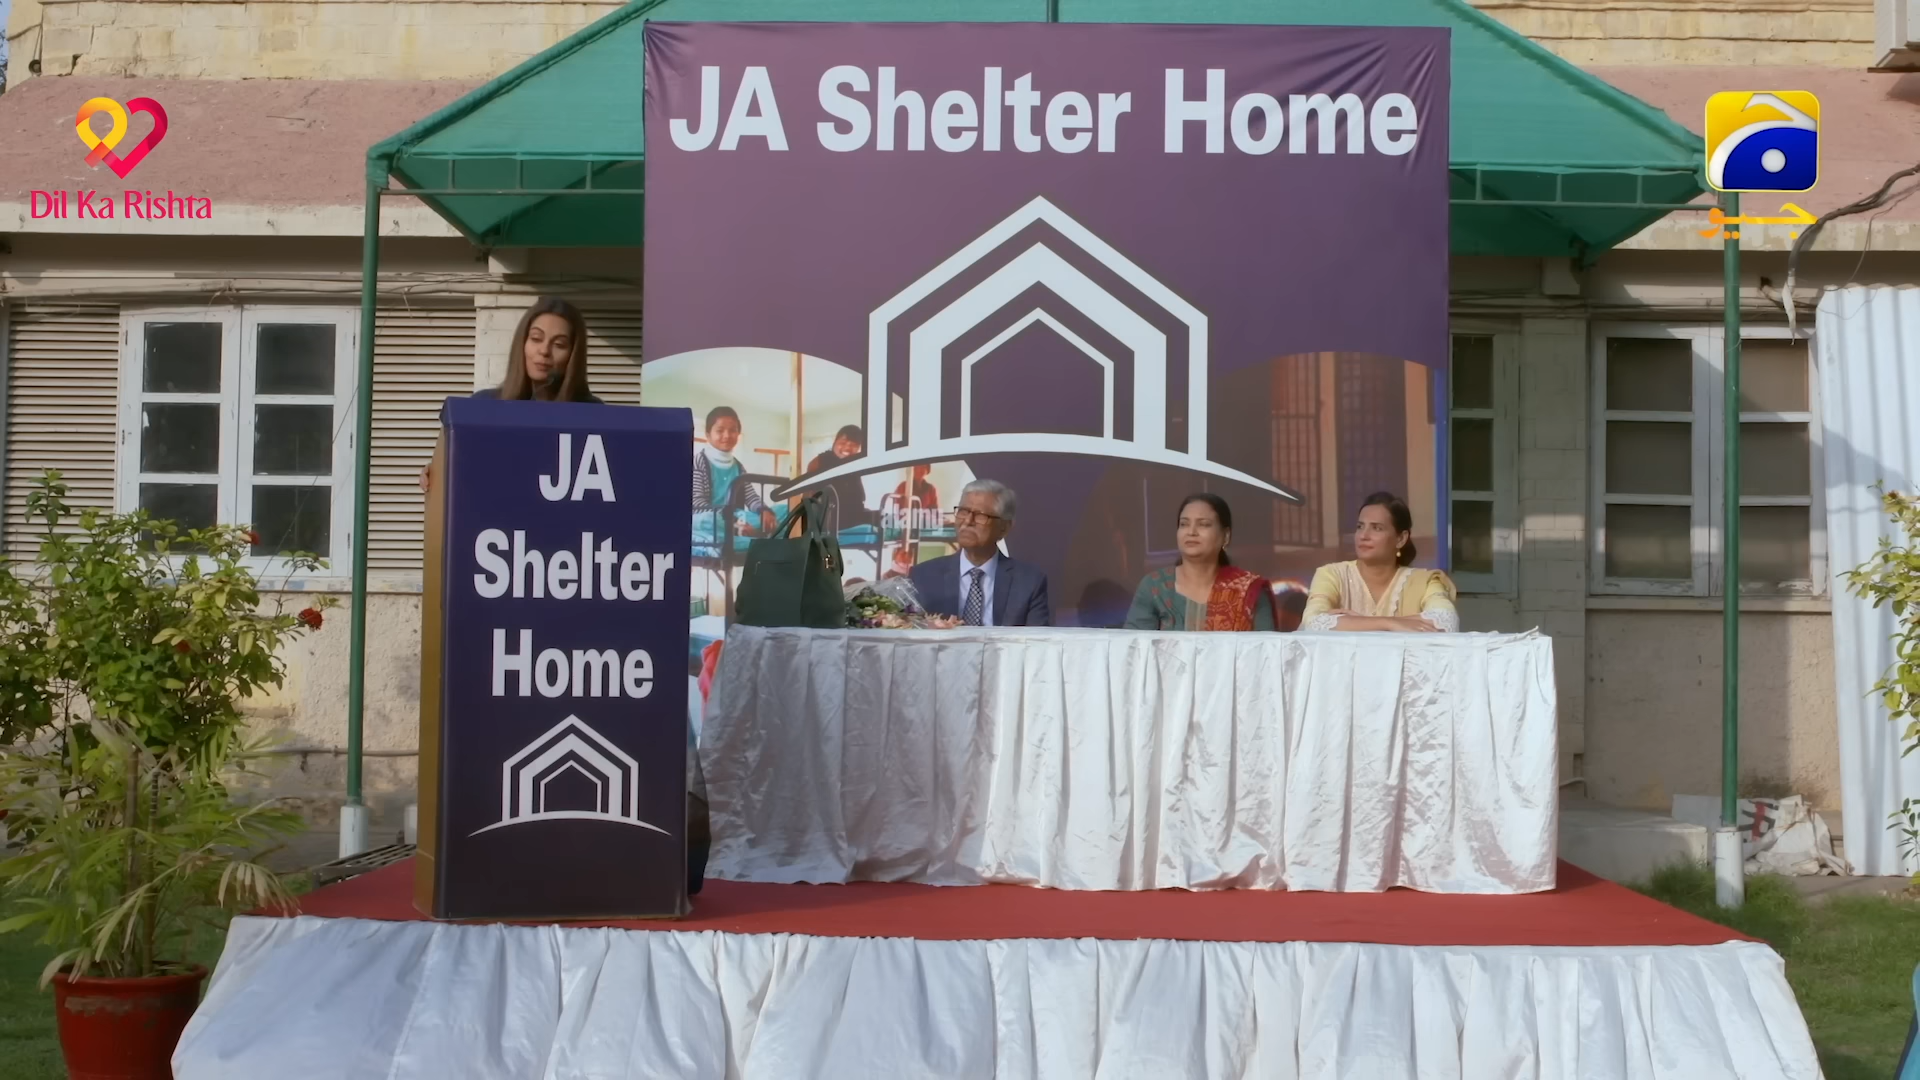 JA Shelter Home
Dil Ka Rishta
جیو
JA
Shelter
Home